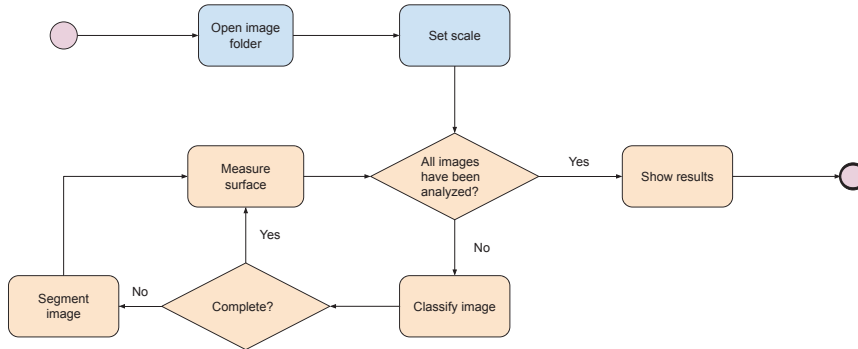 Open image
folder
Set scale
Measure
surface
All images
have been
analyzed?
Yes
Show results
Yes
No
Segment
image
No
Complete?
Classify image